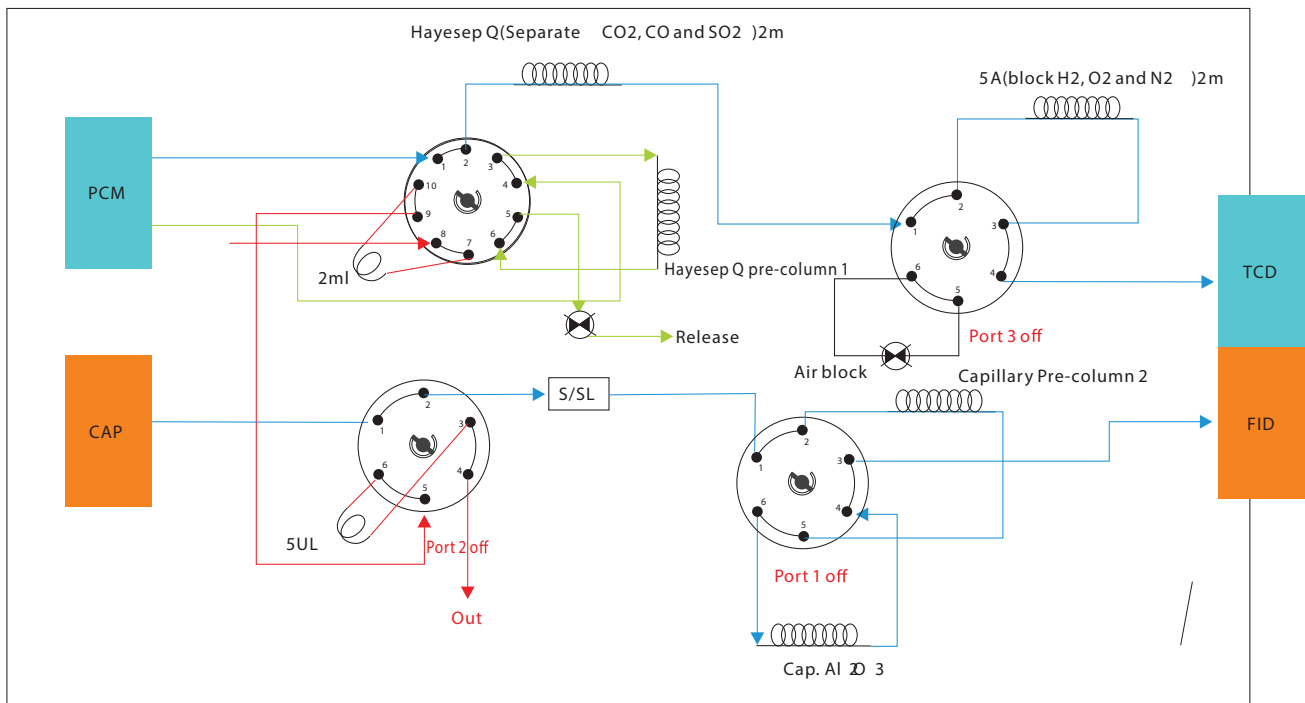 Hayesep Q(Separate CO2, CO and SO2 )2m
5A(block H2, O2 and N2 )2m
PCM
1
2
3
4
5
6
7
8
9
10
2ml
Hayesep Q pre-column 1
Release
1
2
3
4
5
6
Port 3 off
Air block
TCD
CAP
1
2
3
4
5
6
5UL
Port 2 off
Out
S/SL
Capillary Pre-column 2
1
2
3
4
5
6
Port 1 off
Cap. Al 2O 3
FID